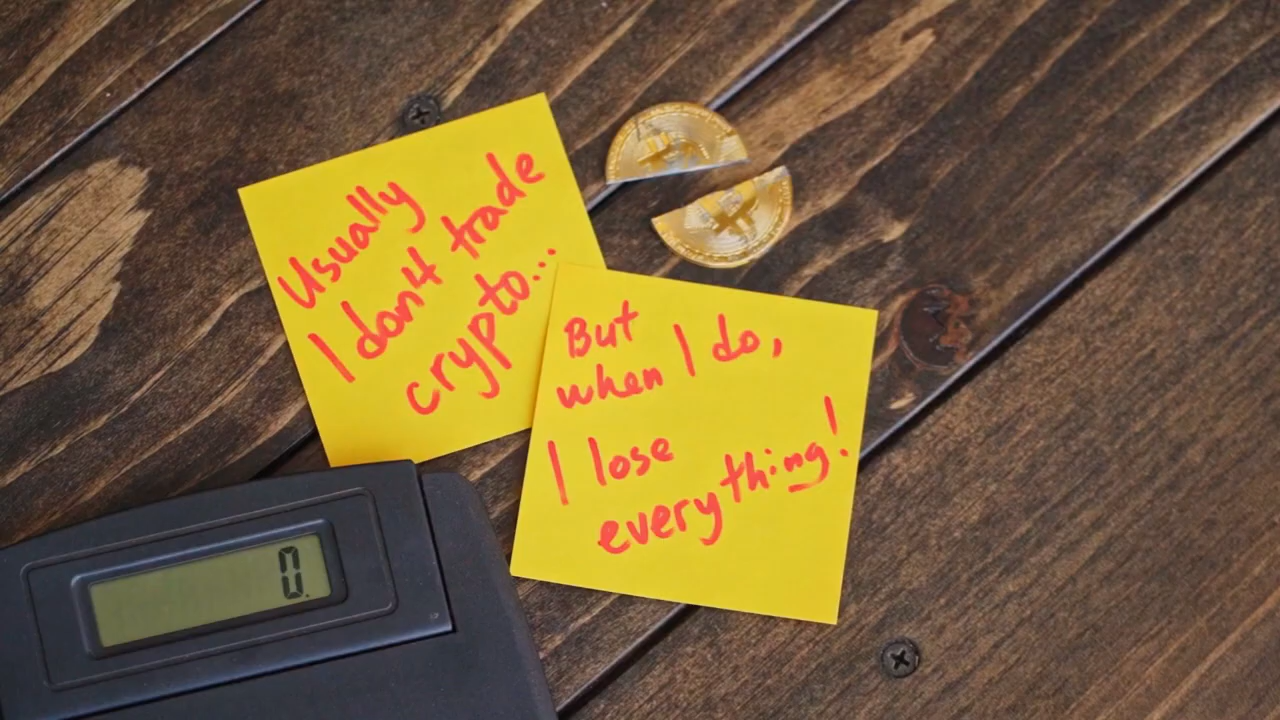 Usually
I don't trade
crypto...
But
when I do,
I lose
everything!
0.